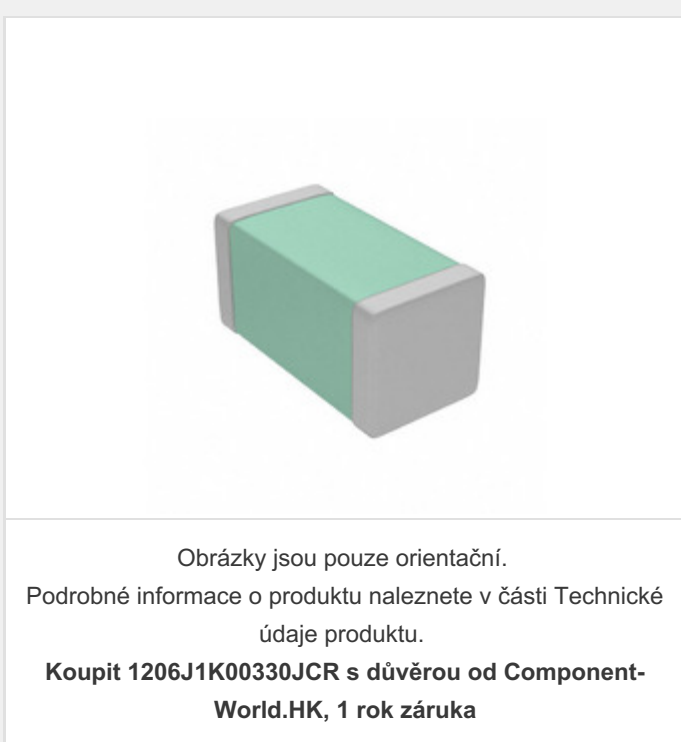 Obrázky jsou pouze orientační.
Podrobné informace o produktu naleznete v části Technické
údaje produktu.
Koupit 1206J1K00330JCR s důvěrou od Component-
World.HK, 1 rok záruka